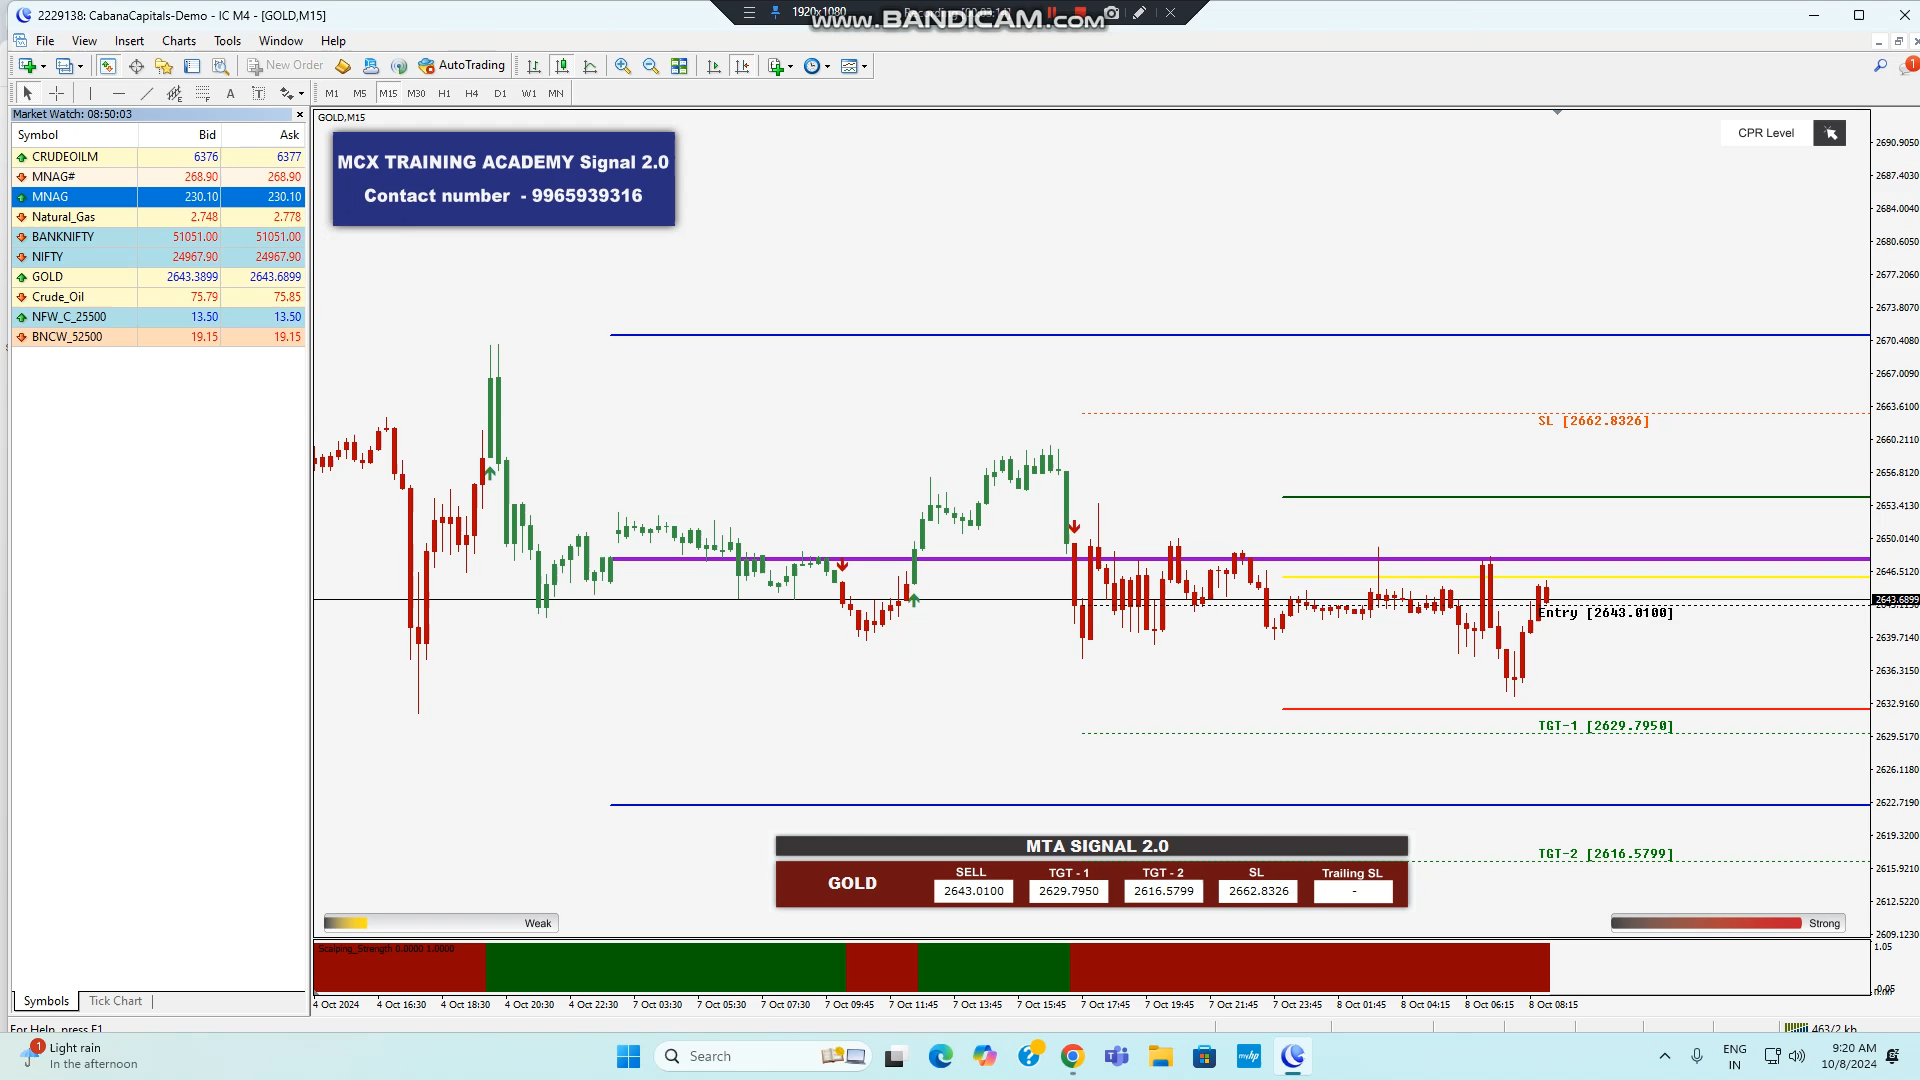 2229138: CabanaCapitals-Demo - IC M4 - [GOLD,M15]
1920x1080
www.BANDICAM.com
File View Insert Charts Tools Window Help
New Order AutoTrading
M1 M5 M15 M30 H1 H4 D1 W1 MN
Market Watch: 08:50:03
Symbol Bid Ask
CRUDEOILM 6376 6377
MNAG# 268.90 268.90
MNAG 230.10 230.10
Natural_Gas 2.748 2.778
BANKNIFTY 51051.00 51051.00
NIFTY 24967.90 24967.90
GOLD 2643.3899 2643.6899
Crude_Oil 75.79 75.85
NFW_C_25500 13.50 13.50
BNCW_52500 19.15 19.15
Symbols Tick Chart
For Help, press F1
GOLD,M15
MCX TRAINING ACADEMY Signal 2.0
Contact number - 9965939316
CPR Level
2690.9050
2687.4030
2684.0040
2680.6050
2677.2060
2673.8070
2670.4080
2667.0090
2663.6100
2660.2110
2656.8120
2653.4130
2650.0140
2646.5120
2643.6899
2639.7140
2636.3150
2632.9160
2629.5170
2626.1180
2622.7190
2619.3200
2615.9210
2612.5220
2609.1230
SL [2662.8326]
Entry [2643.0100]
TGT-1 [2629.7950]
TGT-2 [2616.5799]
MTA SIGNAL 2.0
GOLD
SELL TGT - 1 TGT - 2 SL Trailing SL
2643.0100 2629.7950 2616.5799 2662.8326 -
Weak
Strong
Scalping_Strength 0.0000 1.0000
1.05
4 Oct 2024 4 Oct 16:30 4 Oct 18:30 4 Oct 20:30 4 Oct 22:30 7 Oct 03:30 7 Oct 05:30 7 Oct 07:30 7 Oct 09:45 7 Oct 11:45 7 Oct 13:45 7 Oct 15:45 7 Oct 17:45 7 Oct 19:45 7 Oct 21:45 7 Oct 23:45 8 Oct 01:45 8 Oct 04:15 8 Oct 06:15 8 Oct 08:15
463/2 kb
1
Light rain
In the afternoon
Search
myhp
ENG
IN
9:20 AM
10/8/2024